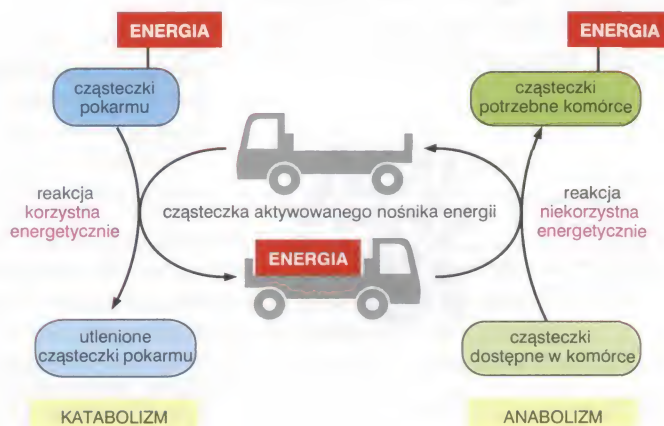 ENERGIA
ENERGIA
cząsteczki
pokarmu
cząsteczki
potrzebne komórce
reakcja
korzystna
energetycznie
cząsteczka aktywowanego nośnika energii
reakcja
niekorzystna
energetycznie
ENERGIA
utlenione
cząsteczki pokarmu
cząsteczki
dostępne w komórce
KATABOLIZM
ANABOLIZM